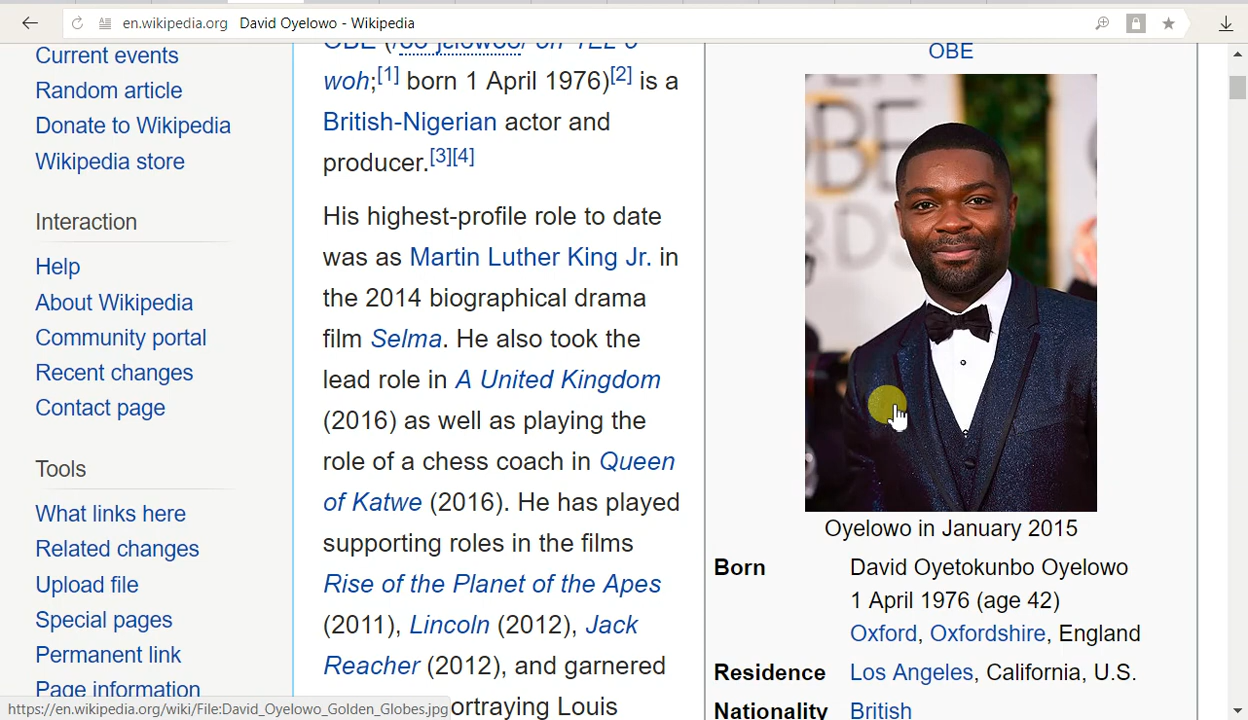 en.wikipedia.org David Oyelowo - Wikipedia
Current events
Random article
Donate to Wikipedia
Wikipedia store
Interaction
Help
About Wikipedia
Community portal
Recent changes
Contact page
Tools
What links here
Related changes
Upload file
Special pages
Permanent link
Page information
https://en.wikipedia.org/wiki/File:David_Oyelowo_Golden_Globes.jpg
woh;[1] born 1 April 1976)[2] is a
British-Nigerian actor and
producer.[3][4]
His highest-profile role to date
was as Martin Luther King Jr. in
the 2014 biographical drama
film Selma. He also took the
lead role in A United Kingdom
(2016) as well as playing the
role of a chess coach in Queen
of Katwe (2016). He has played
supporting roles in the films
Rise of the Planet of the Apes
(2011), Lincoln (2012), Jack
Reacher (2012), and garnered
ortraying Louis
OBE
OBE
RDS
Oyelowo in January 2015
Born David Oyetokunbo Oyelowo
1 April 1976 (age 42)
Oxford, Oxfordshire, England
Residence Los Angeles, California, U.S.
Nationality British